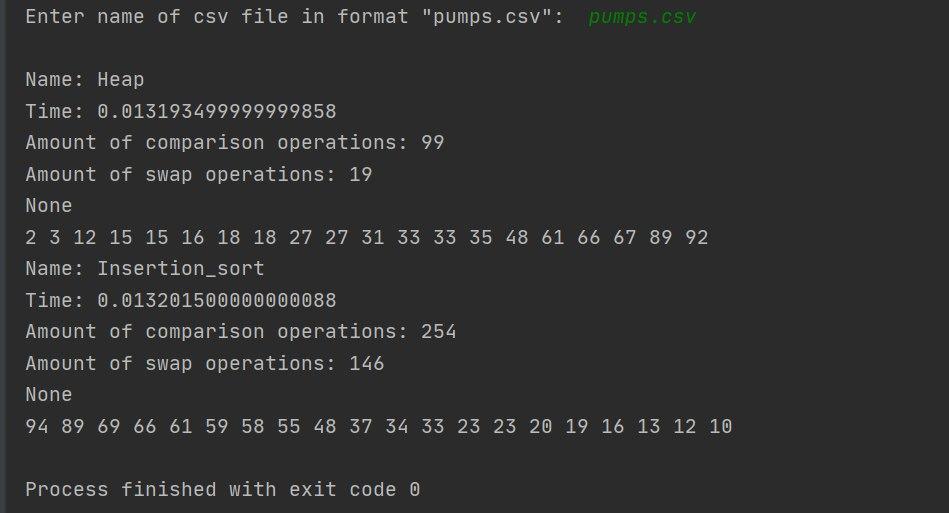 Enter name of csv file in format "pumps.csv": pumps.csv
Name: Heap
Time: 0.013193499999999858
Amount of comparison operations: 99
Amount of swap operations: 19
None
2 3 12 15 15 16 18 18 27 27 31 33 33 35 48 61 66 67 89 92
Name: Insertion_sort
Time: 0.013201500000000088
Amount of comparison operations: 254
Amount of swap operations: 146
None
94 89 69 66 61 59 58 55 48 37 34 33 23 23 20 19 16 13 12 10
Process finished with exit code 0